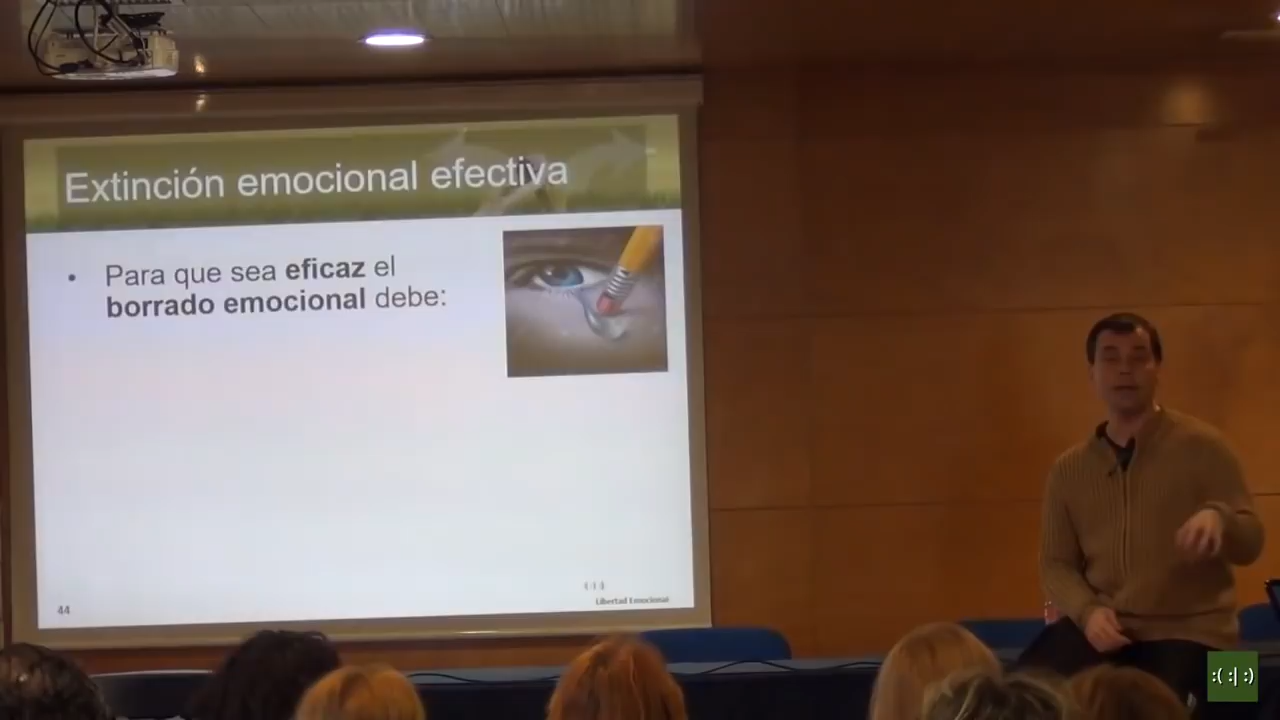 Extinción emocional efectiva
• Para que sea eficaz el
borrado emocional debe:
44
Libertad Emocional
:( :| :)